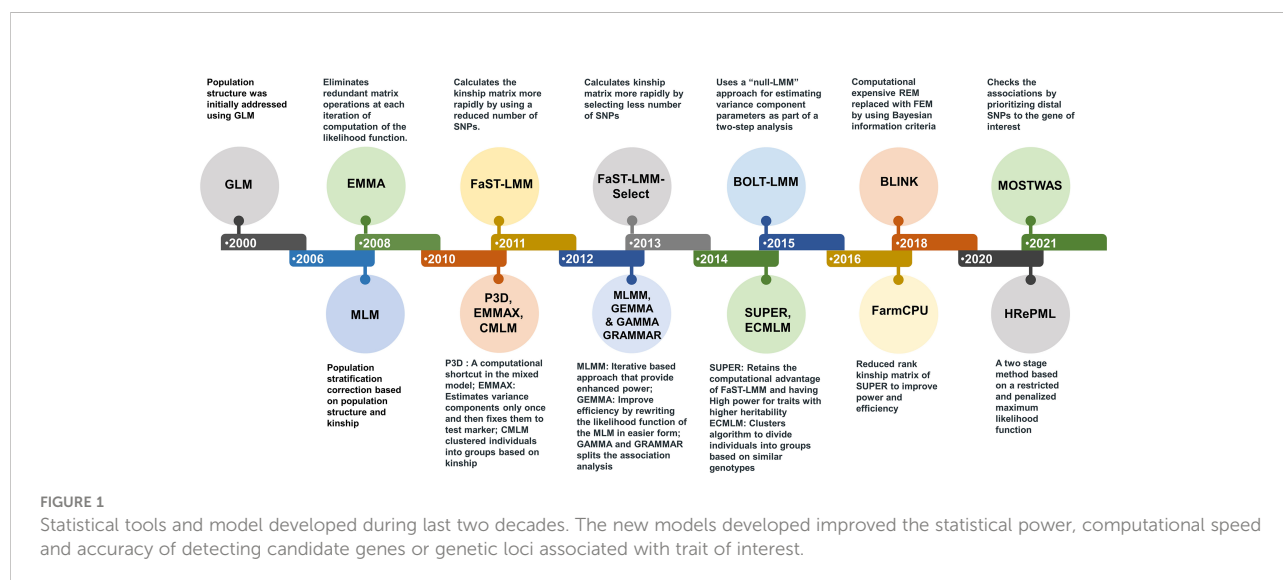 Population
structure was
initially addressed
using GLM
Eliminates
redundant matrix
operations at each
iteration of
computation of the
likelihood function.
Calculates the
kinship matrix more
rapidly by using a
reduced number of
SNPs.
Calculates kinship
matrix more rapidly by
selecting less number
of SNPs
Uses a “null-LMM”
approach for estimating
variance component
parameters as part of a
two-step analysis
Computational
expensive REM
replaced with FEM
by using Bayesian
information criteria
Checks the
associations by
prioritizing distal
SNPs to the gene of
interest
GLM
EMMA
FaST-LMM
FaST-LMM-
Select
BOLT-LMM
BLINK
MOSTWAS
•2000
•2008
•2011
•2013
•2015
•2018
•2021
•2006
•2010
•2012
•2014
•2016
•2020
MLM
P3D,
EMMAX,
CMLM
MLMM,
GEMMA
& GAMMA
GRAMMAR
SUPER,
ECMLM
FarmCPU
HRePML
Population
stratification
correction based
on population
structure and
kinship
P3D : A computational
shortcut in the mixed
model; EMMAX:
Estimates variance
components only once
and then fixes them to
test marker; CMLM
clustered individuals
into groups based on
kinship
MLMM: Iterative based
approach that provide
enhanced power;
GEMMA: Improve
efficiency by rewriting
the likelihood function of
the MLM in easier form;
GAMMA and GRAMMAR
splits the association
analysis
SUPER: Retains the
computational advantage
of FaST-LMM and having
High power for traits with
higher heritability
ECMLM: Clusters
algorithm to divide
individuals into groups
based on similar
genotypes
Reduced rank
kinship matrix of
SUPER to improve
power and
efficiency
A two stage
method based
on a restricted
and penalized
maximum
likelihood
function
FIGURE 1
Statistical tools and model developed during last two decades. The new models developed improved the statistical power, computational speed
and accuracy of detecting candidate genes or genetic loci associated with trait of interest.